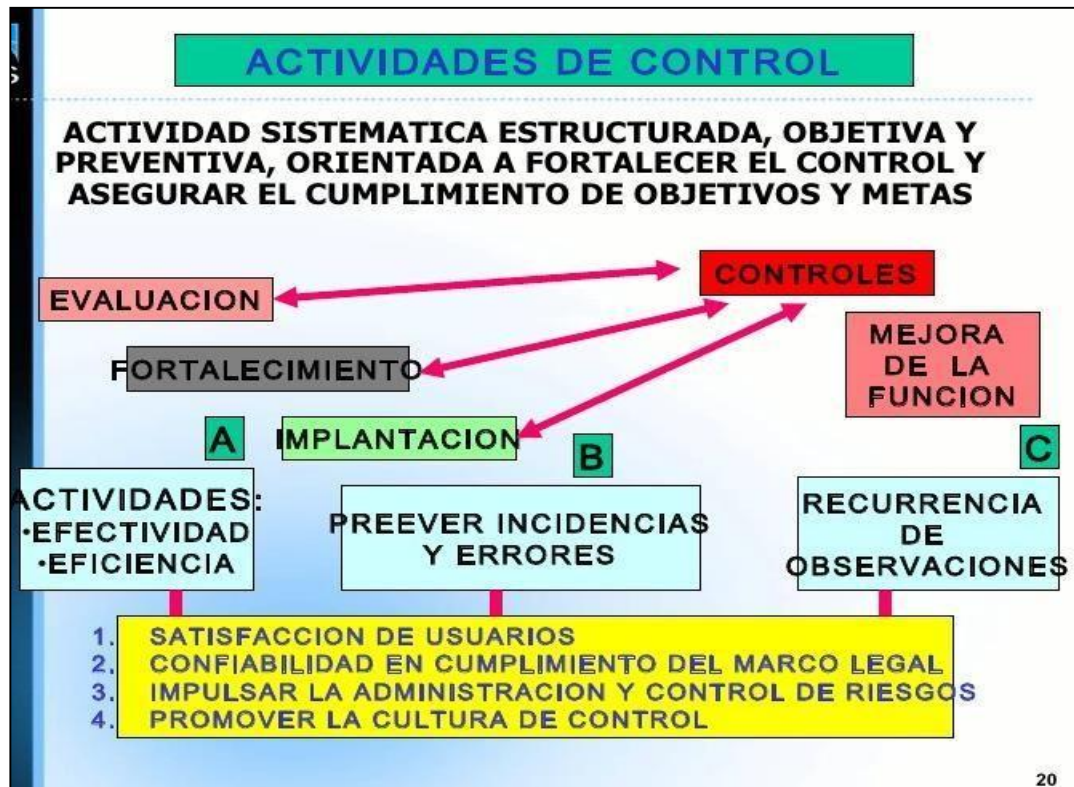 S
ACTIVIDADES DE CONTROL
ACTIVIDAD SISTEMATICA ESTRUCTURADA, OBJETIVA Y
PREVENTIVA, ORIENTADA A FORTALECER EL CONTROL Y
ASEGURAR EL CUMPLIMIENTO DE OBJETIVOS Y METAS
CONTROLES
EVALUACION
MEJORA
DE LA
FUNCION
FORTALECIMIENTO
IMPLANTACION
A
B
C
ACTIVIDADES:
•EFECTIVIDAD
•EFICIENCIA
PREEVER INCIDENCIAS
Y ERRORES
RECURRENCIA
DE
OBSERVACIONES
1. SATISFACCION DE USUARIOS
2. CONFIABILIDAD EN CUMPLIMIENTO DEL MARCO LEGAL
3. IMPULSAR LA ADMINISTRACION Y CONTROL DE RIESGOS
4. PROMOVER LA CULTURA DE CONTROL
20